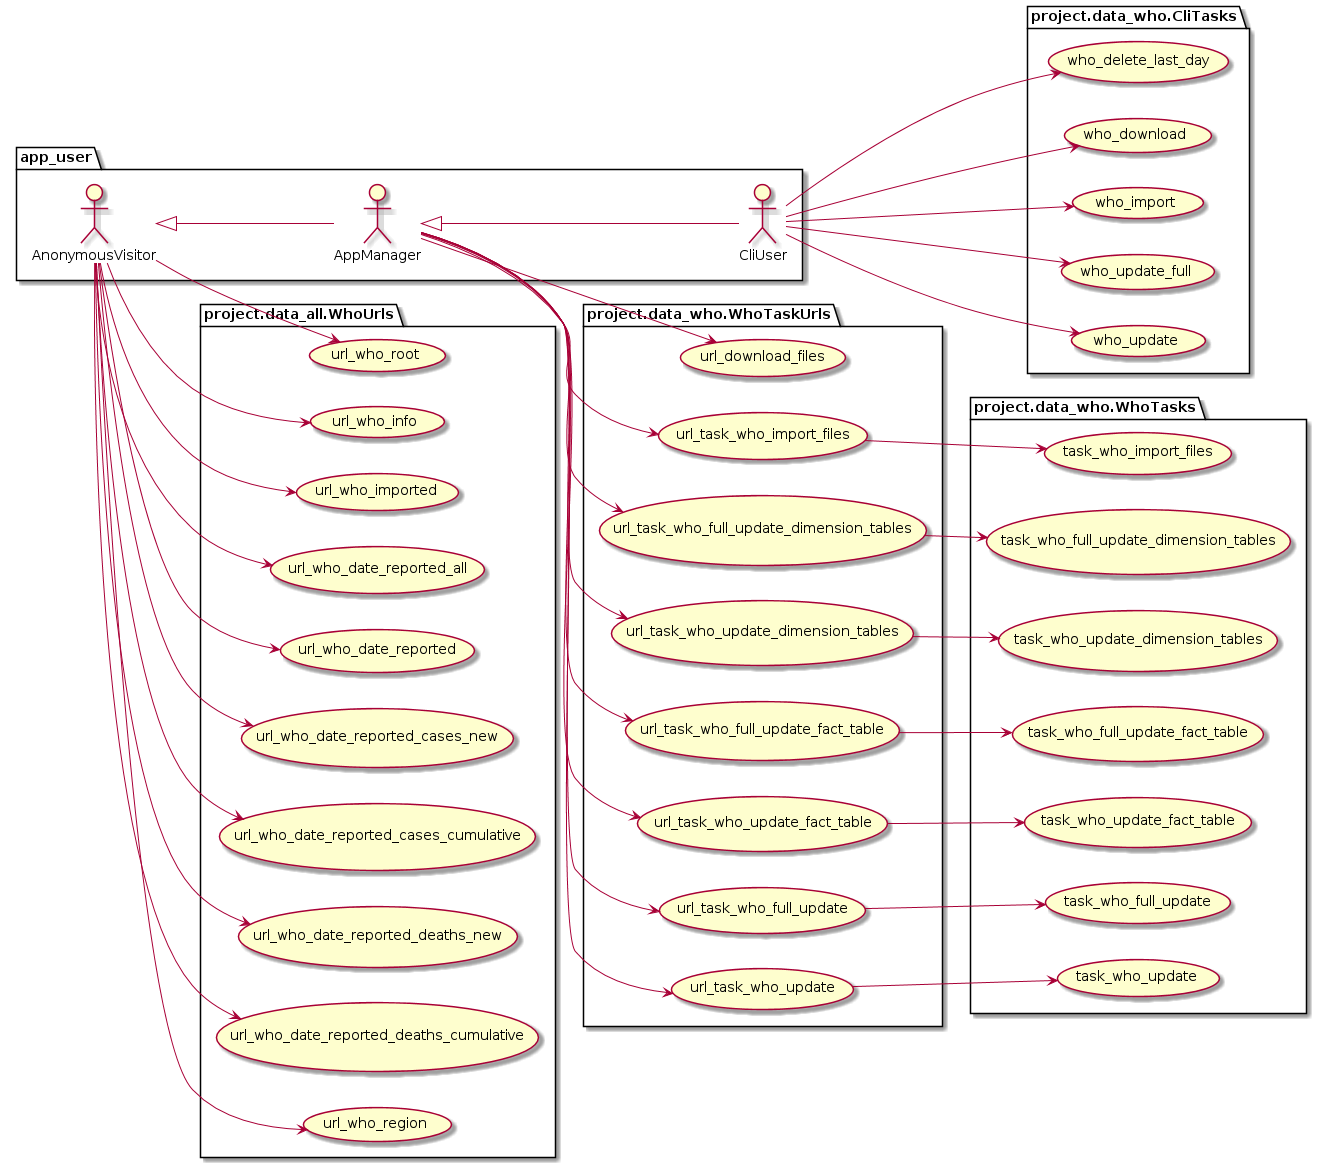 project.data_who.CliTasks
who_delete_last_day
who_download
who_import
who_update_full
who_update
app_user
AnonymousVisitor
AppManager
CliUser
project.data_all.WhoUrls
url_who_root
url_who_info
url_who_imported
url_who_date_reported_all
url_who_date_reported
url_who_date_reported_cases_new
url_who_date_reported_cases_cumulative
url_who_date_reported_deaths_new
url_who_date_reported_deaths_cumulative
url_who_region
project.data_who.WhoTaskUrls
url_download_files
url_task_who_import_files
url_task_who_full_update_dimension_tables
url_task_who_update_dimension_tables
url_task_who_full_update_fact_table
url_task_who_update_fact_table
url_task_who_full_update
url_task_who_update
project.data_who.WhoTasks
task_who_import_files
task_who_full_update_dimension_tables
task_who_update_dimension_tables
task_who_full_update_fact_table
task_who_update_fact_table
task_who_full_update
task_who_update